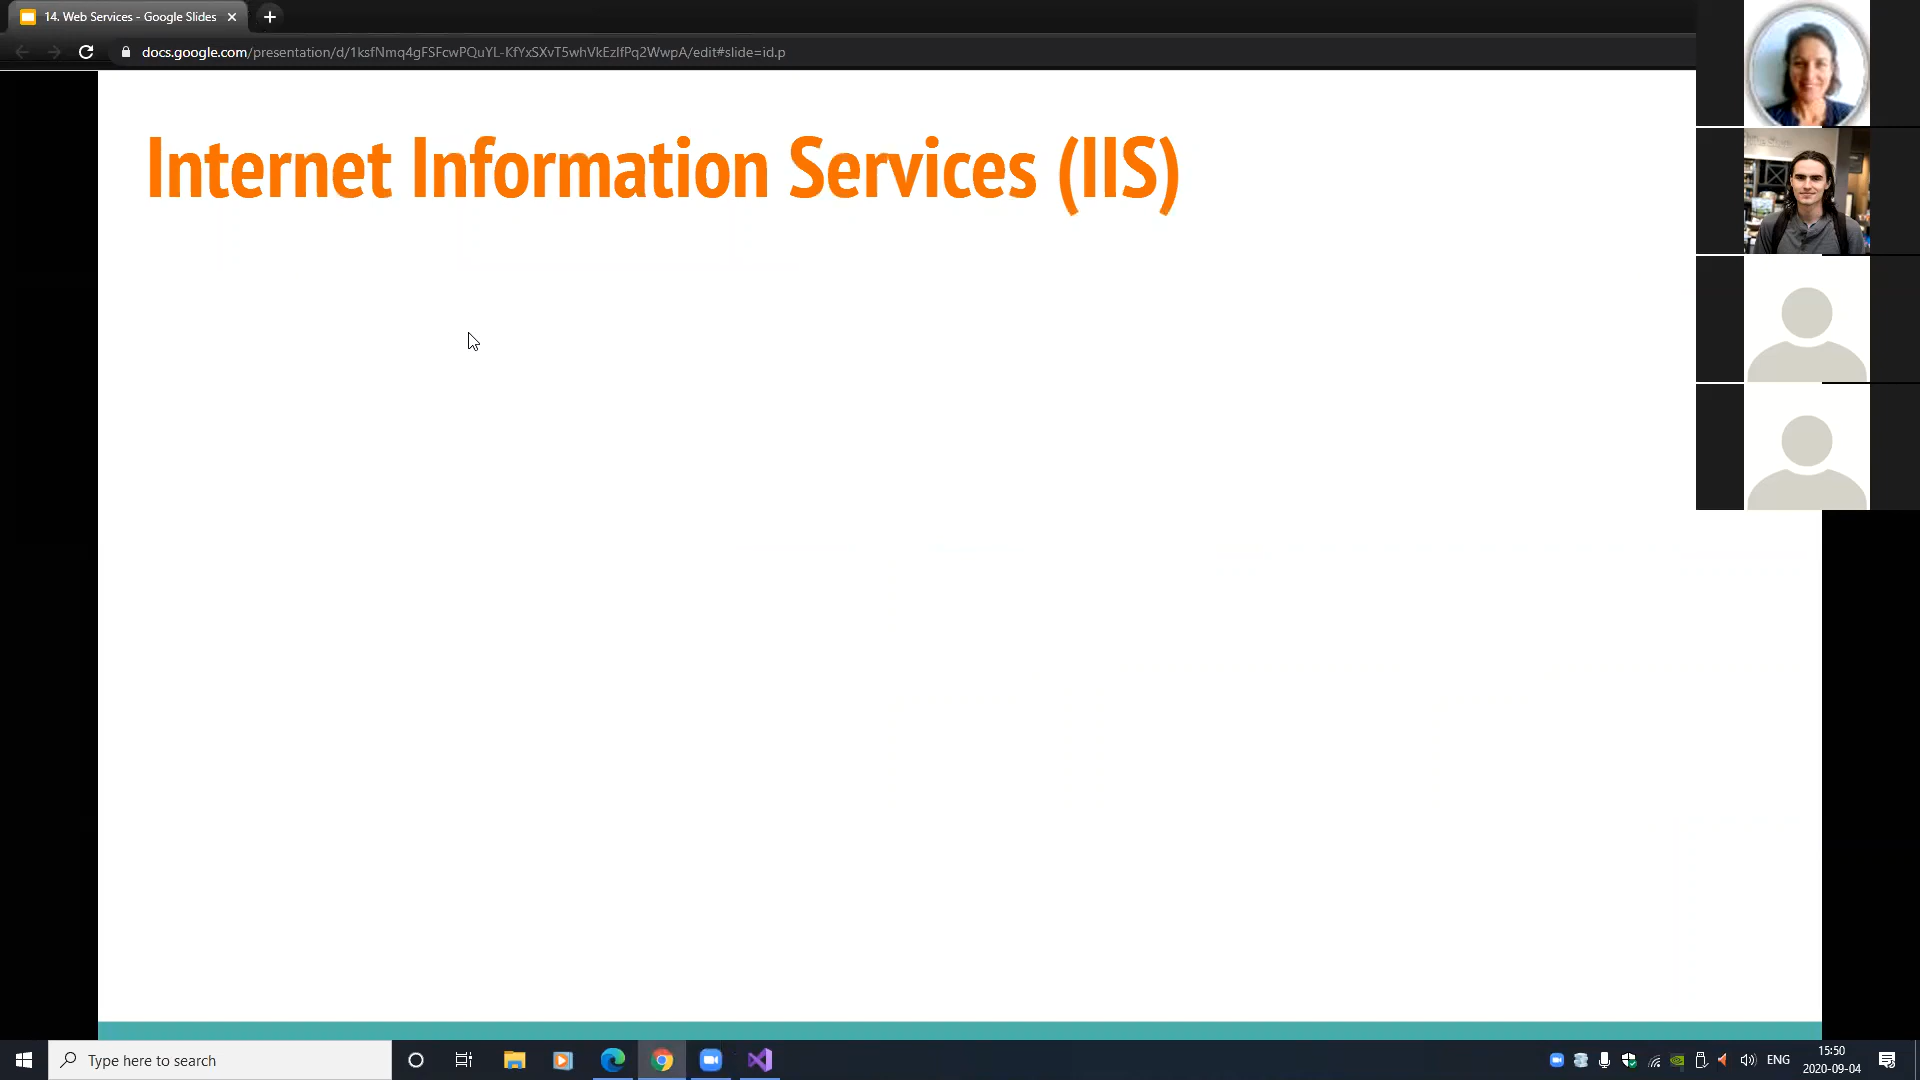 14. Web Services - Google Slides
docs.google.com/presentation/d/1ksfNmq4gFSFcwPQuYL-KfYxSXvT5whVkEzIfPq2WwpA/edit#slide=id.p
Internet Information Services (IIS)
Type here to search
ENG
15:50
2020-09-04